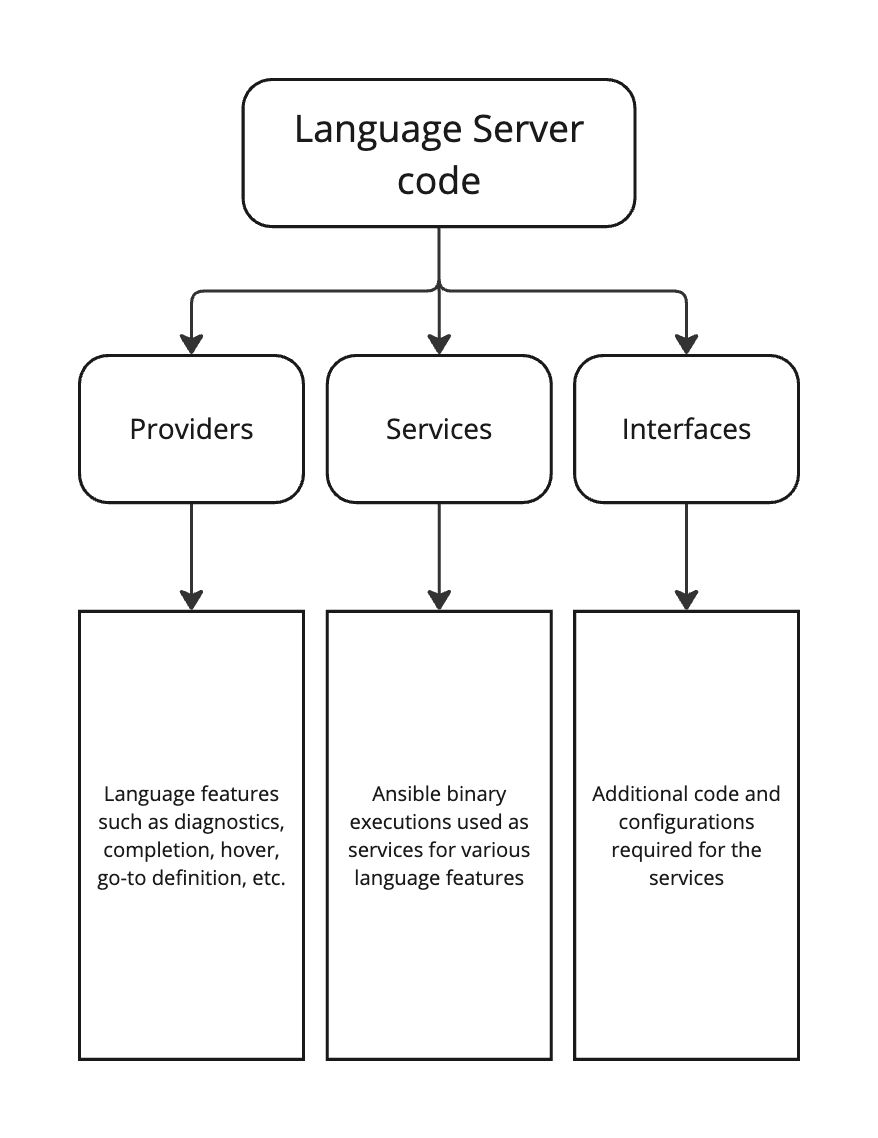 Language Server
code
Providers
Services
Interfaces
Language features
such as diagnostics,
completion, hover,
go-to definition, etc.
Ansible binary
executions used as
services for various
language features
Additional code and
configurations
required for the
services